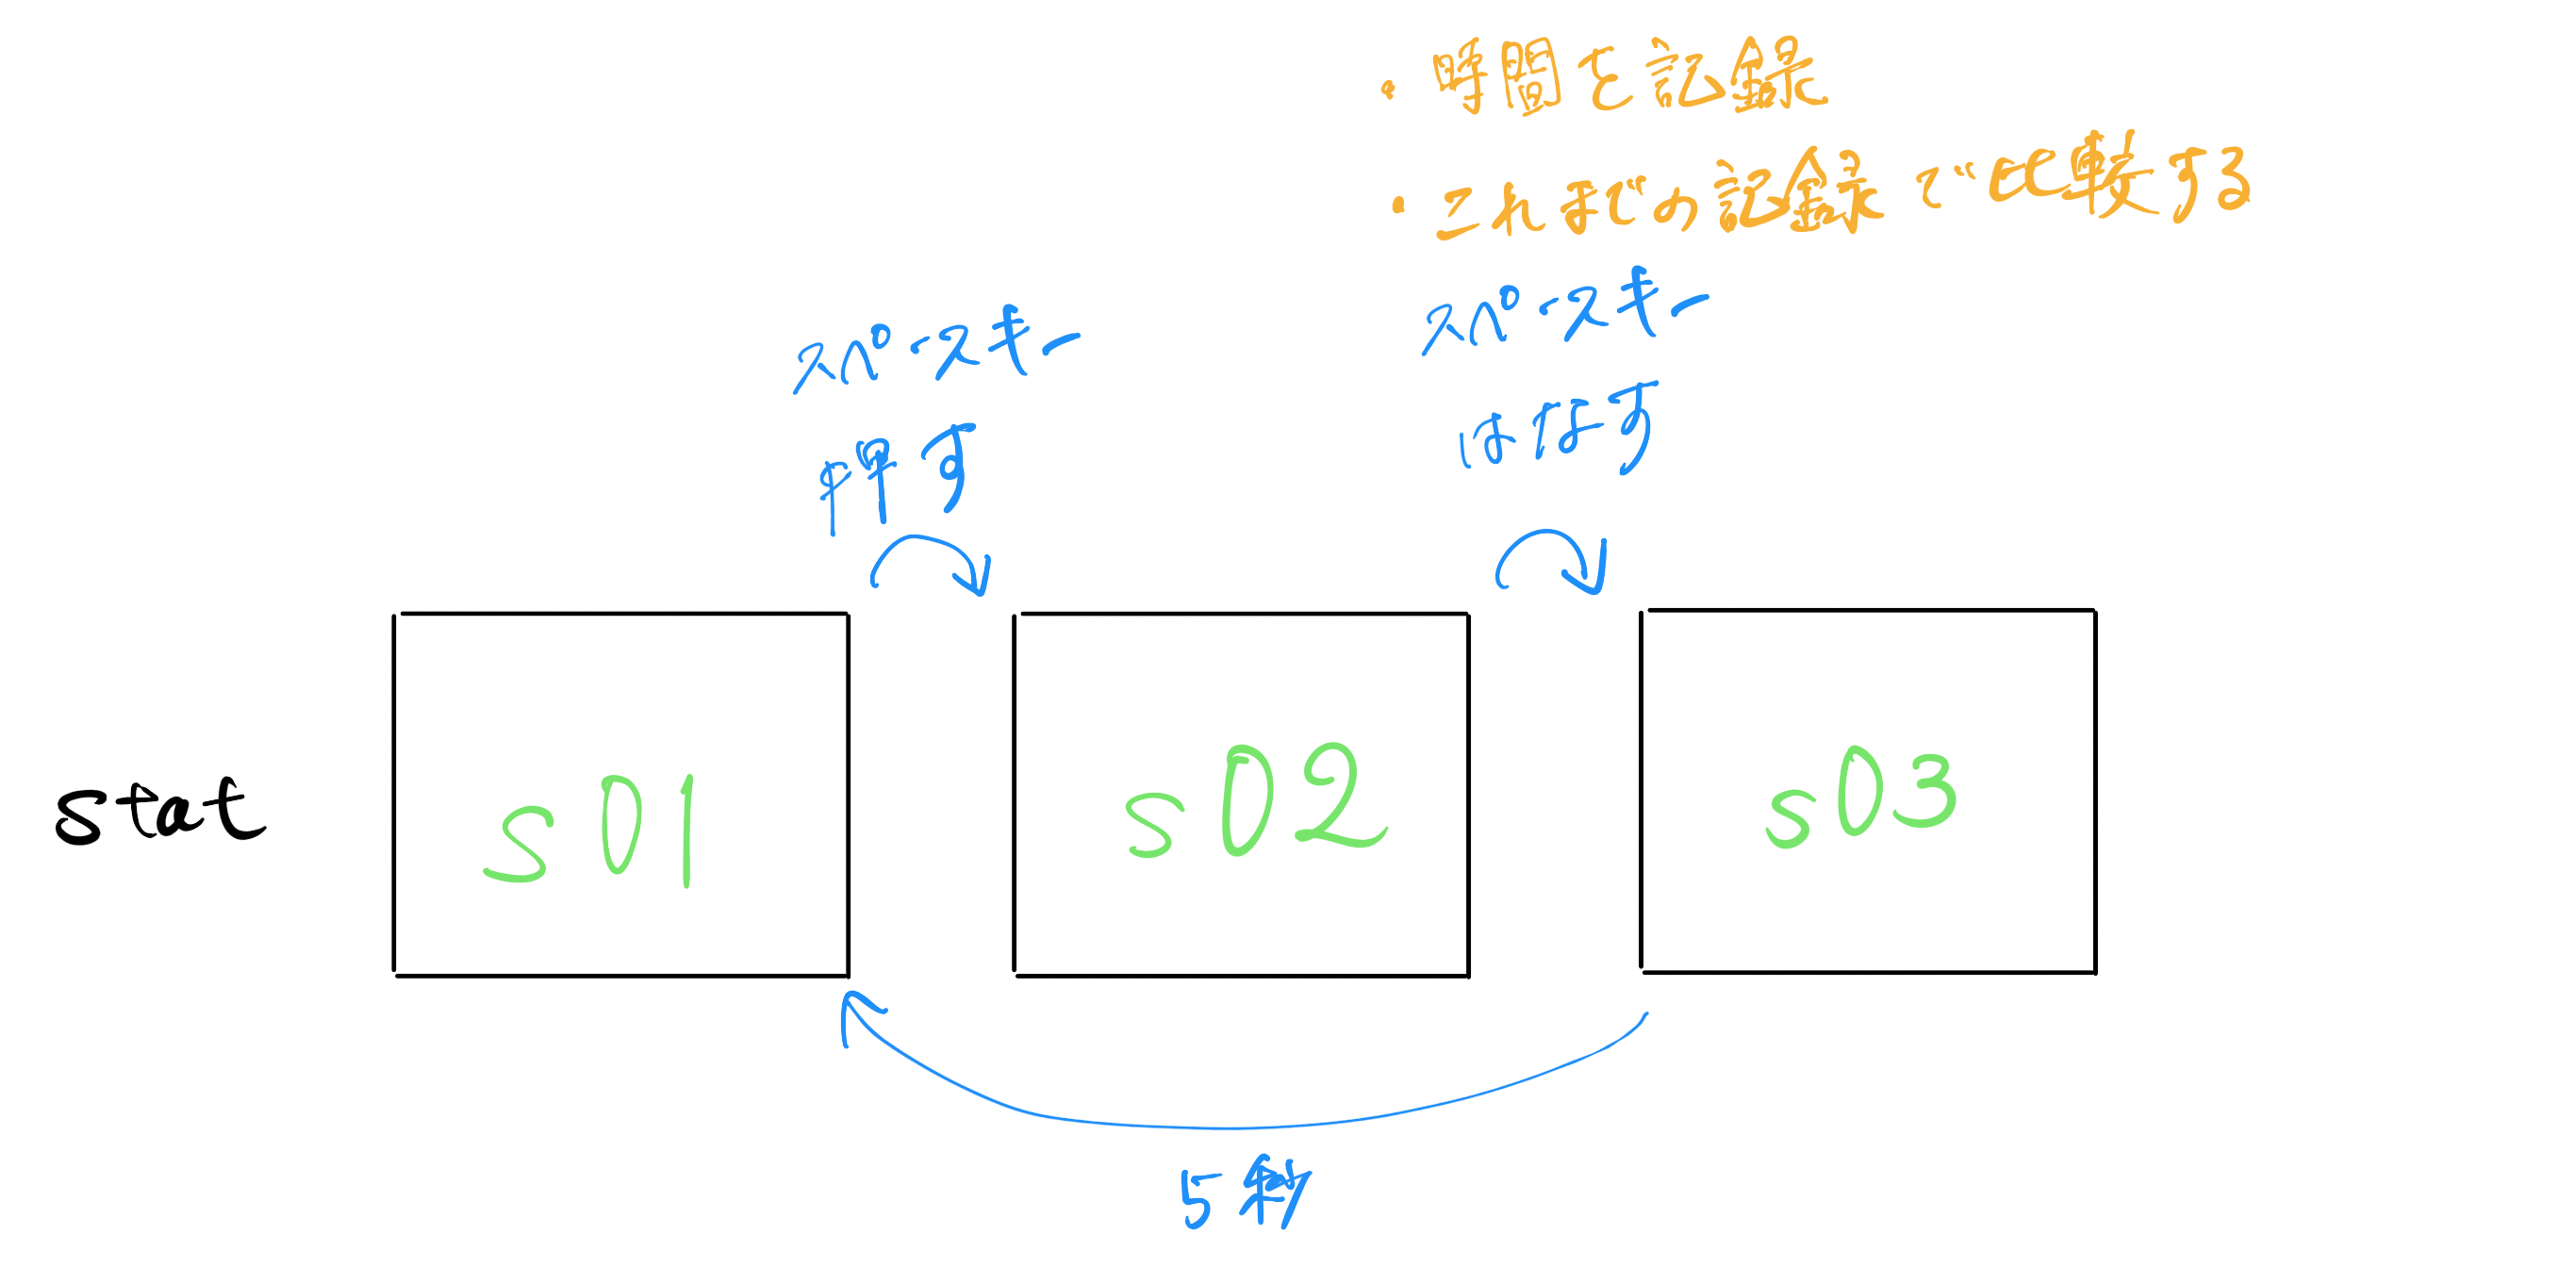 ・時間を記録
・これまでの記録で比較する
スペースキー
押す
スペースキー
はなす
stat
s01
s02
s03
5秒